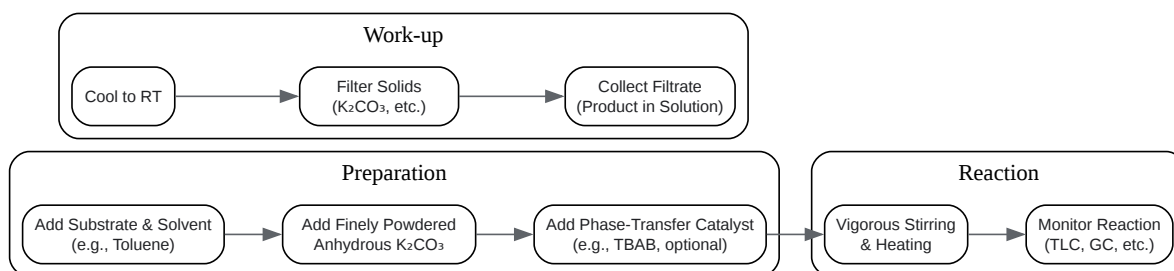 Work-up
Cool to RT
Filter Solids
(K₂CO₃, etc.)
Collect Filtrate
(Product in Solution)
Preparation
Add Substrate & Solvent
(e.g., Toluene)
Add Finely Powdered
Anhydrous K₂CO₃
Add Phase-Transfer Catalyst
(e.g., TBAB, optional)
Reaction
Vigorous Stirring
& Heating
Monitor Reaction
(TLC, GC, etc.)